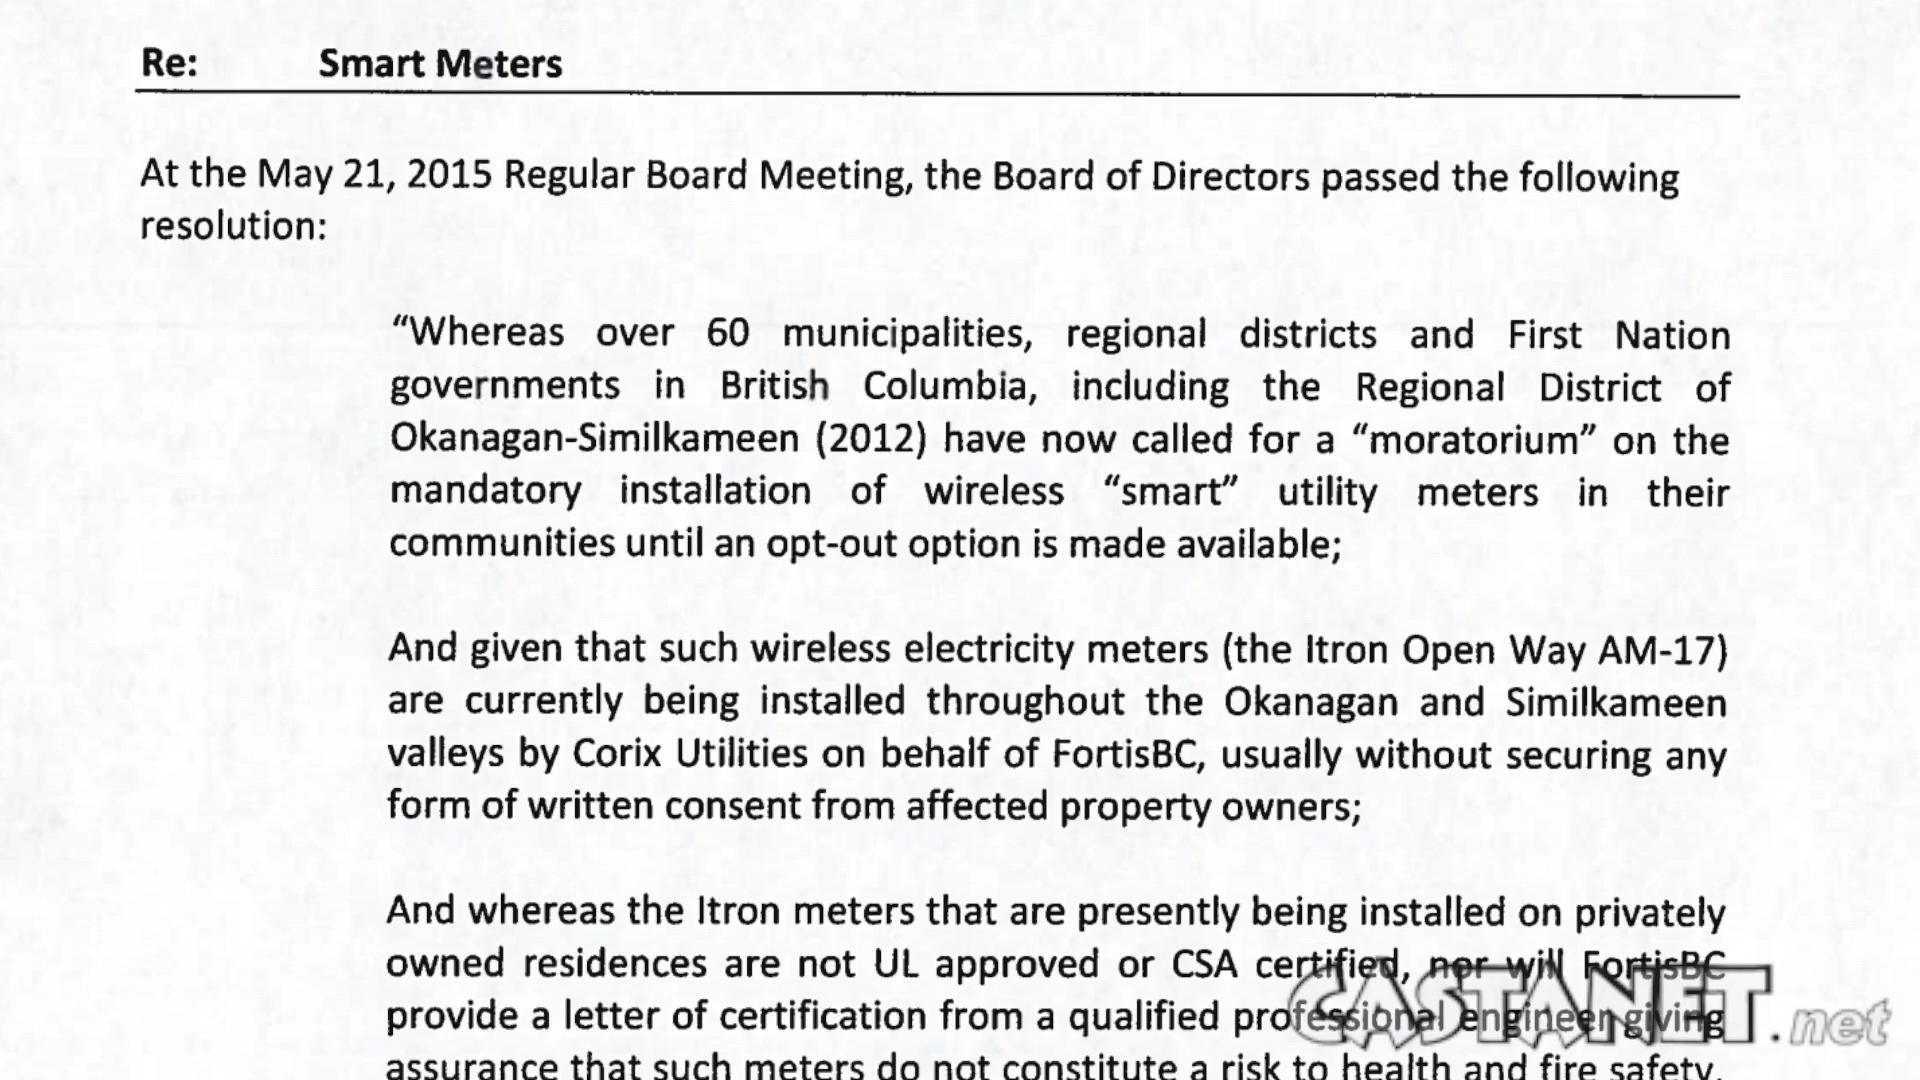 Re: Smart Meters
At the May 21, 2015 Regular Board Meeting, the Board of Directors passed the following
resolution:
“Whereas over 60 municipalities, regional districts and First Nation
governments in British Columbia, including the Regional District of
Okanagan-Similkameen (2012) have now called for a “moratorium” on the
mandatory installation of wireless “smart” utility meters in their
communities until an opt-out option is made available;
And given that such wireless electricity meters (the Itron Open Way AM-17)
are currently being installed throughout the Okanagan and Similkameen
valleys by Corix Utilities on behalf of FortisBC, usually without securing any
form of written consent from affected property owners;
And whereas the Itron meters that are presently being installed on privately
owned residences are not UL approved or CSA certified, nor will FortisBC
provide a letter of certification from a qualified professional engineer giving
assurance that such meters do not constitute a risk to health and fire safety,
CASTANET.net